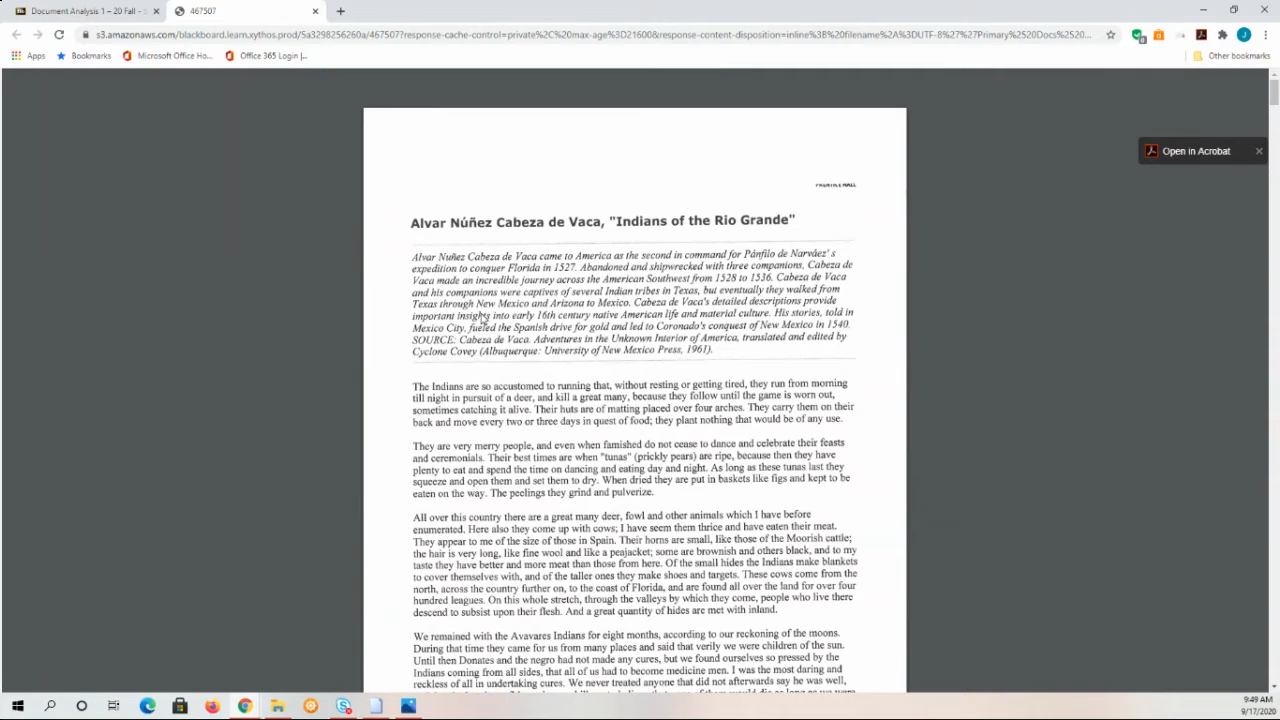 Document Analysis 1 – 20 Fall -
46750?
s3.amazonaws.com/blackboard.learn.xythos.prod/5a3298256260a/467507?response-cache-control=private%2C%20max-age%3D21600&response-content-disposition=inline%3B%20filename%2A%3DUTF-8%27%27Primary%2520Docs%2520...
Apps
Bookmarks
Microsoft Office Ho...
Office 365 Login |...
Other bookmarks
Open in Acrobat
PRENTICE HALL
Alvar Núñez Cabeza de Vaca, "Indians of the Rio Grande"
Alvar Nuñez Cabeza de Vaca came to America as the second in command for Pánfilo de Narváez' s
expedition to conquer Florida in 1527. Abandoned and shipwrecked with three companions, Cabeza de
Vaca made an incredible journey across the American Southwest from 1528 to 1536. Cabeza de Vaca
and his companions were captives of several Indian tribes in Texas, but eventually they walked from
Texas through New Mexico and Arizona to Mexico. Cabeza de Vaca's detailed descriptions provide
important insights into early 16th century native American life and material culture. His stories, told in
Mexico City, fueled the Spanish drive for gold and led to Coronado's conquest of New Mexico in 1540.
SOURCE: Cabeza de Vaca. Adventures in the Unknown Interior of America, translated and edited by
Cyclone Covey (Albuquerque: University of New Mexico Press, 1961).
The Indians are so accustomed to running that, without resting or getting tired, they run from morning
till night in pursuit of a deer, and kill a great many, because they follow until the game is worn out,
sometimes catching it alive. Their huts are of matting placed over four arches. They carry them on their
back and move every two or three days in quest of food; they plant nothing that would be of any use.
They are very merry people, and even when famished do not cease to dance and celebrate their feasts
and ceremonials. Their best times are when "tunas" (prickly pears) are ripe, because then they have
plenty to eat and spend the time on dancing and eating day and night. As long as these tunas last they
squeeze and open them and set them to dry. When dried they are put in baskets like figs and kept to be
eaten on the way. The peelings they grind and pulverize.
All over this country there are a great many deer, fowl and other animals which I have before
enumerated. Here also they come up with cows; I have seem them thrice and have eaten their meat.
They appear to me of the size of those in Spain. Their horns are small, like those of the Moorish cattle;
the hair is very long, like fine wool and like a peajacket; some are brownish and others black, and to my
taste they have better and more meat than those from here. Of the small hides the Indians make blankets
to cover themselves with, and of the taller ones they make shoes and targets. These cows come from the
north, across the country further on, to the coast of Florida, and are found all over the land for over four
hundred leagues. On this whole stretch, through the valleys by which they come, people who live there
descend to subsist upon their flesh. And a great quantity of hides are met with inland.
We remained with the Avavares Indians for eight months, according to our reckoning of the moons.
During that time they came for us from many places and said that verily we were children of the sun.
Until then Donates and the negro had not made any cures, but we found ourselves so pressed by the
Indians coming from all sides, that all of us had to become medicine men. I was the most daring and
reckless of all in undertaking cures. We never treated anyone that did not afterwards say he was well,
9:49 AM
9/17/2020